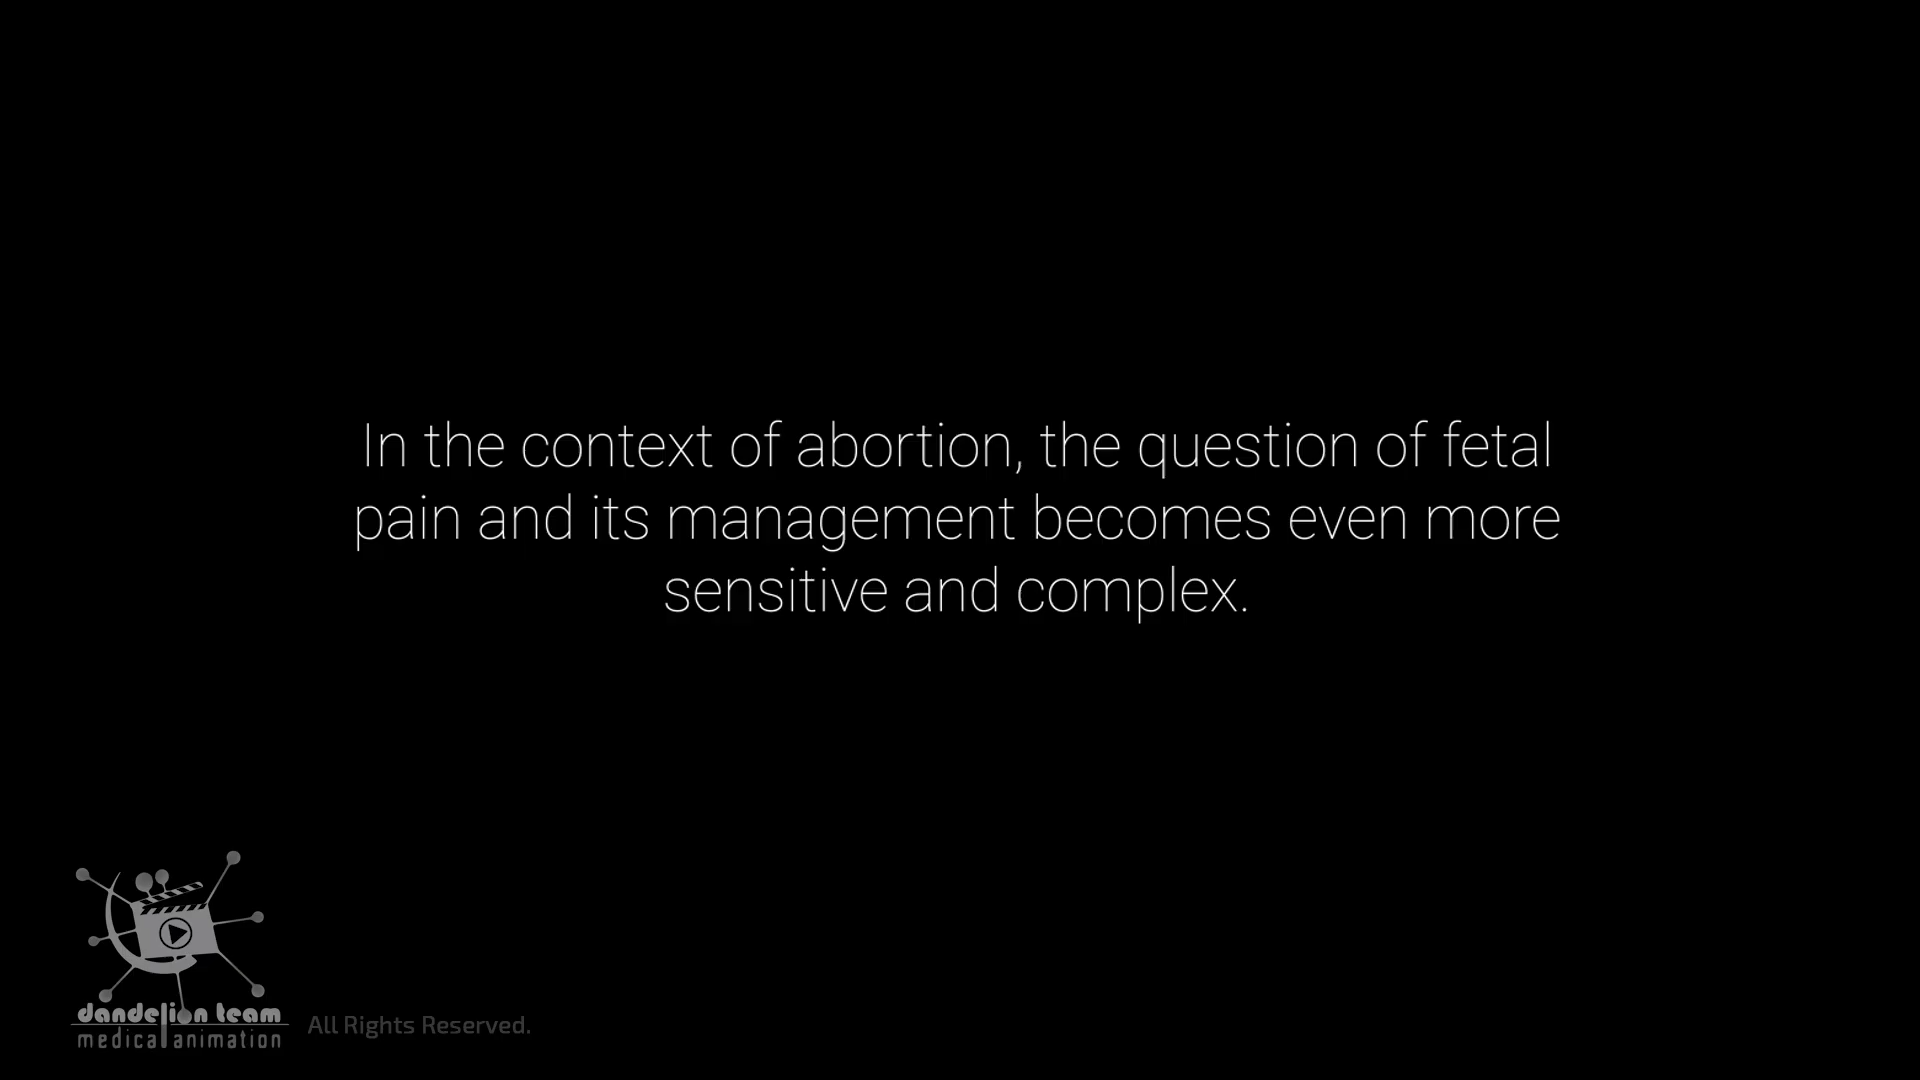 In the context of abortion, the question of fetal
pain and its management becomes even more
sensitive and complex.
dandelion team
medical animation
All Rights Reserved.